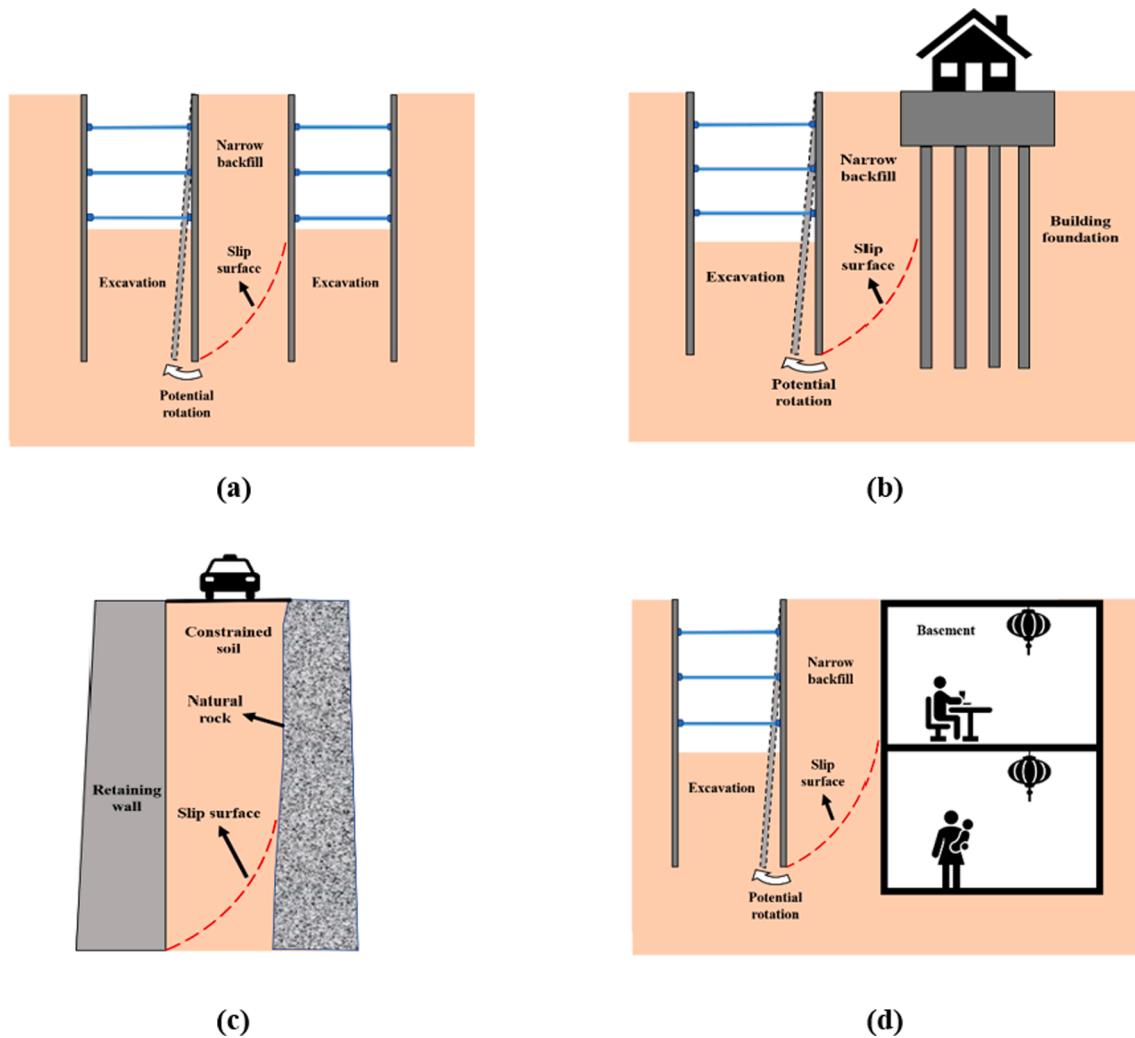 Narrow
backfill
Slip
surface
Excavation
Excavation
Potential
rotation
(a)
Narrow
backfill
Building
foundation
Slip
surface
Excavation
Potential
rotation
(b)
Constrained
soil
Natural
rock
Retaining
wall
Slip surface
(c)
Basement
Narrow
backfill
Slip
surface
Excavation
Potential
rotation
(d)